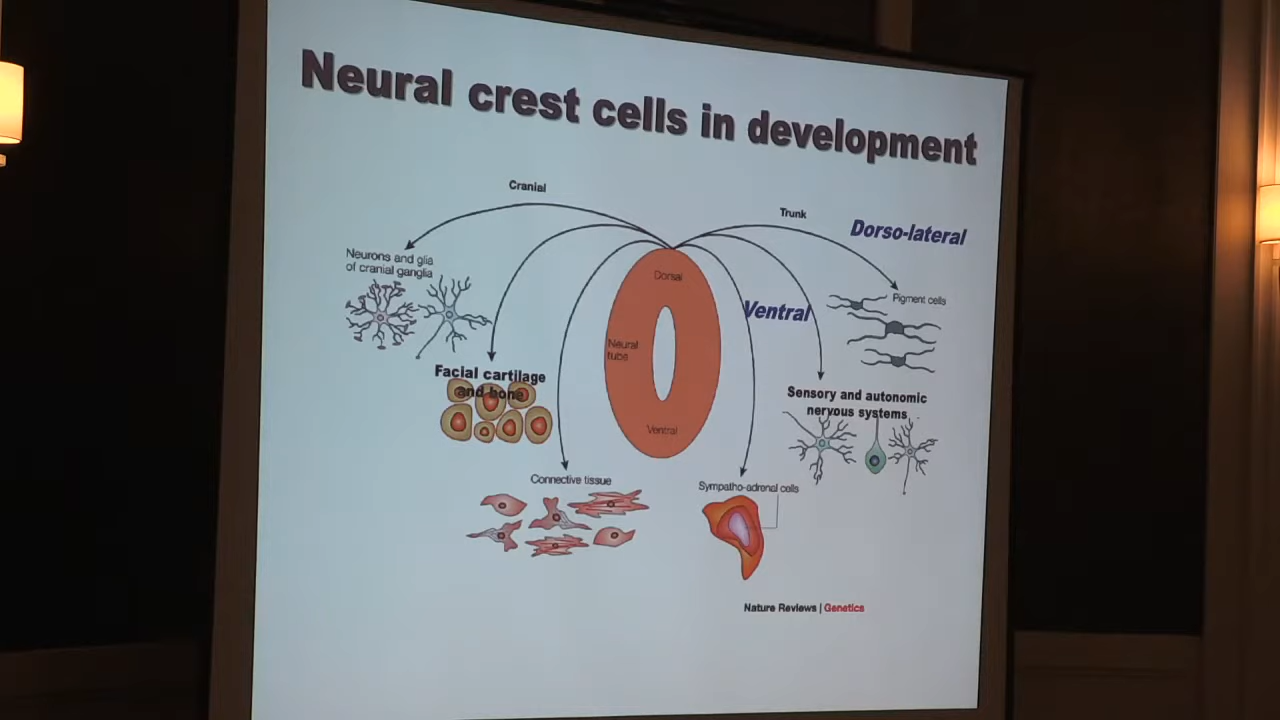 Neural crest cells in development
Cranial
Trunk
Dorso-lateral
Neurons and glia
of cranial ganglia
Dorsal
Pigment cells
Ventral
Neural
tube
Facial cartilage
and bone
Sensory and autonomic
nervous systems
Ventral
Connective tissue
Sympatho-adrenal cells
Nature Reviews | Genetics